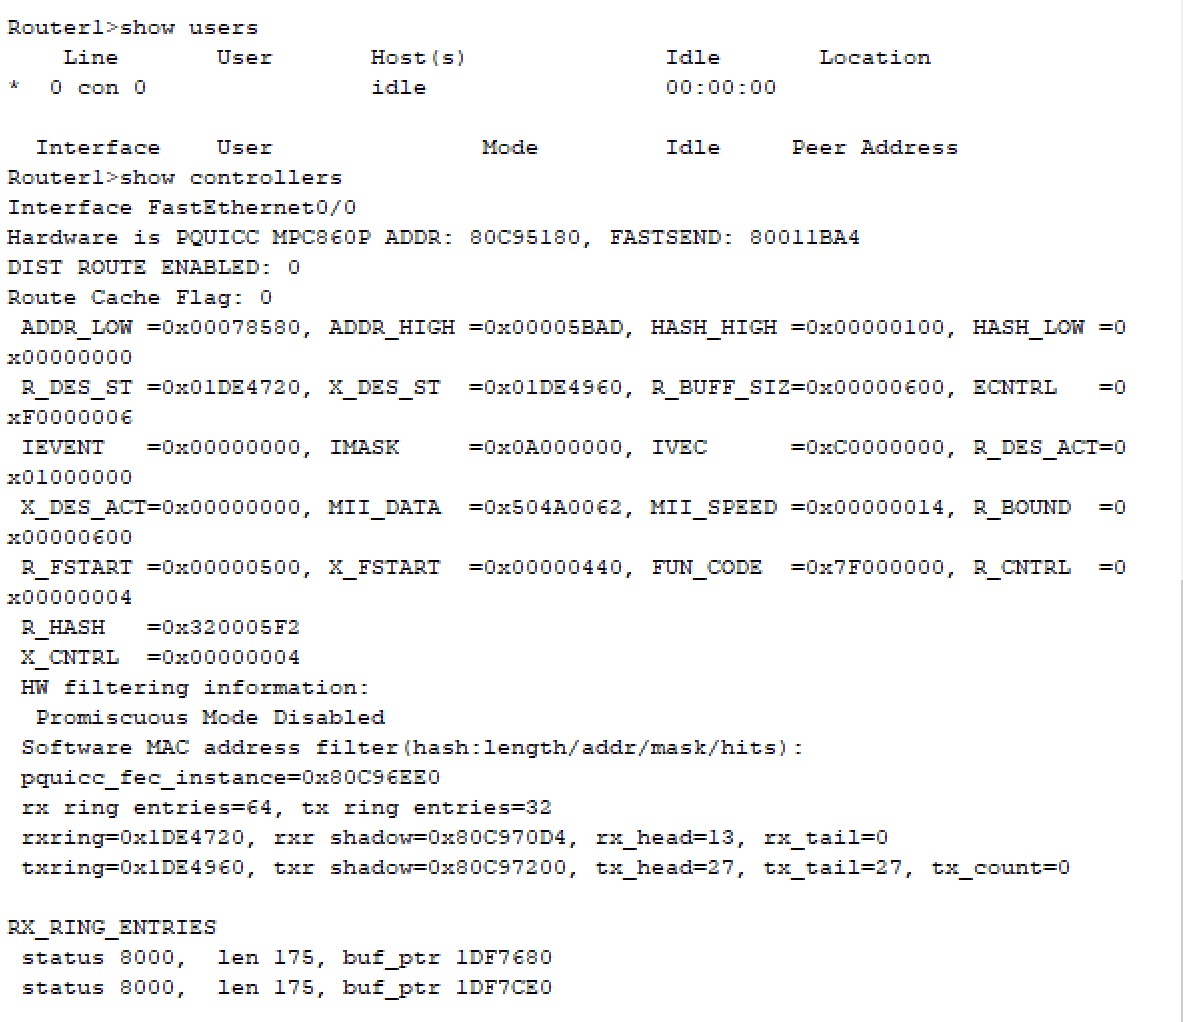 Router1>show users
    Line       User       Host(s)              Idle       Location
*  0 con 0                idle                 00:00:00

  Interface    User               Mode         Idle     Peer Address
Router1>show controllers
Interface FastEthernet0/0
Hardware is PQUICC MPC860P ADDR: 80C95180, FASTSEND: 80011BA4
DIST ROUTE ENABLED: 0
Route Cache Flag: 0
 ADDR_LOW =0x00078580, ADDR_HIGH =0x00005BAD, HASH_HIGH =0x00000100, HASH_LOW =0
x00000000
 R_DES_ST =0x01DE4720, X_DES_ST  =0x01DE4960, R_BUFF_SIZ=0x00000600, ECNTRL   =0
xF0000006
 IEVENT   =0x00000000, IMASK     =0x0A000000, IVEC      =0xC0000000, R_DES_ACT=0
x01000000
 X_DES_ACT=0x00000000, MII_DATA  =0x504A0062, MII_SPEED =0x00000014, R_BOUND  =0
x00000600
 R_FSTART =0x00000500, X_FSTART  =0x00000440, FUN_CODE  =0x7F000000, R_CNTRL  =0
x00000004
 R_HASH   =0x320005F2
 X_CNTRL  =0x00000004
 HW filtering information:
  Promiscuous Mode Disabled
 Software MAC address filter(hash:length/addr/mask/hits):
 pquicc_fec_instance=0x80C96EE0
 rx ring entries=64, tx ring entries=32
 rxring=0x1DE4720, rxr shadow=0x80C970D4, rx_head=13, rx_tail=0
 txring=0x1DE4960, txr shadow=0x80C97200, tx_head=27, tx_tail=27, tx_count=0

RX_RING_ENTRIES
 status 8000,  len 175, buf_ptr 1DF7680
 status 8000,  len 175, buf_ptr 1DF7CE0